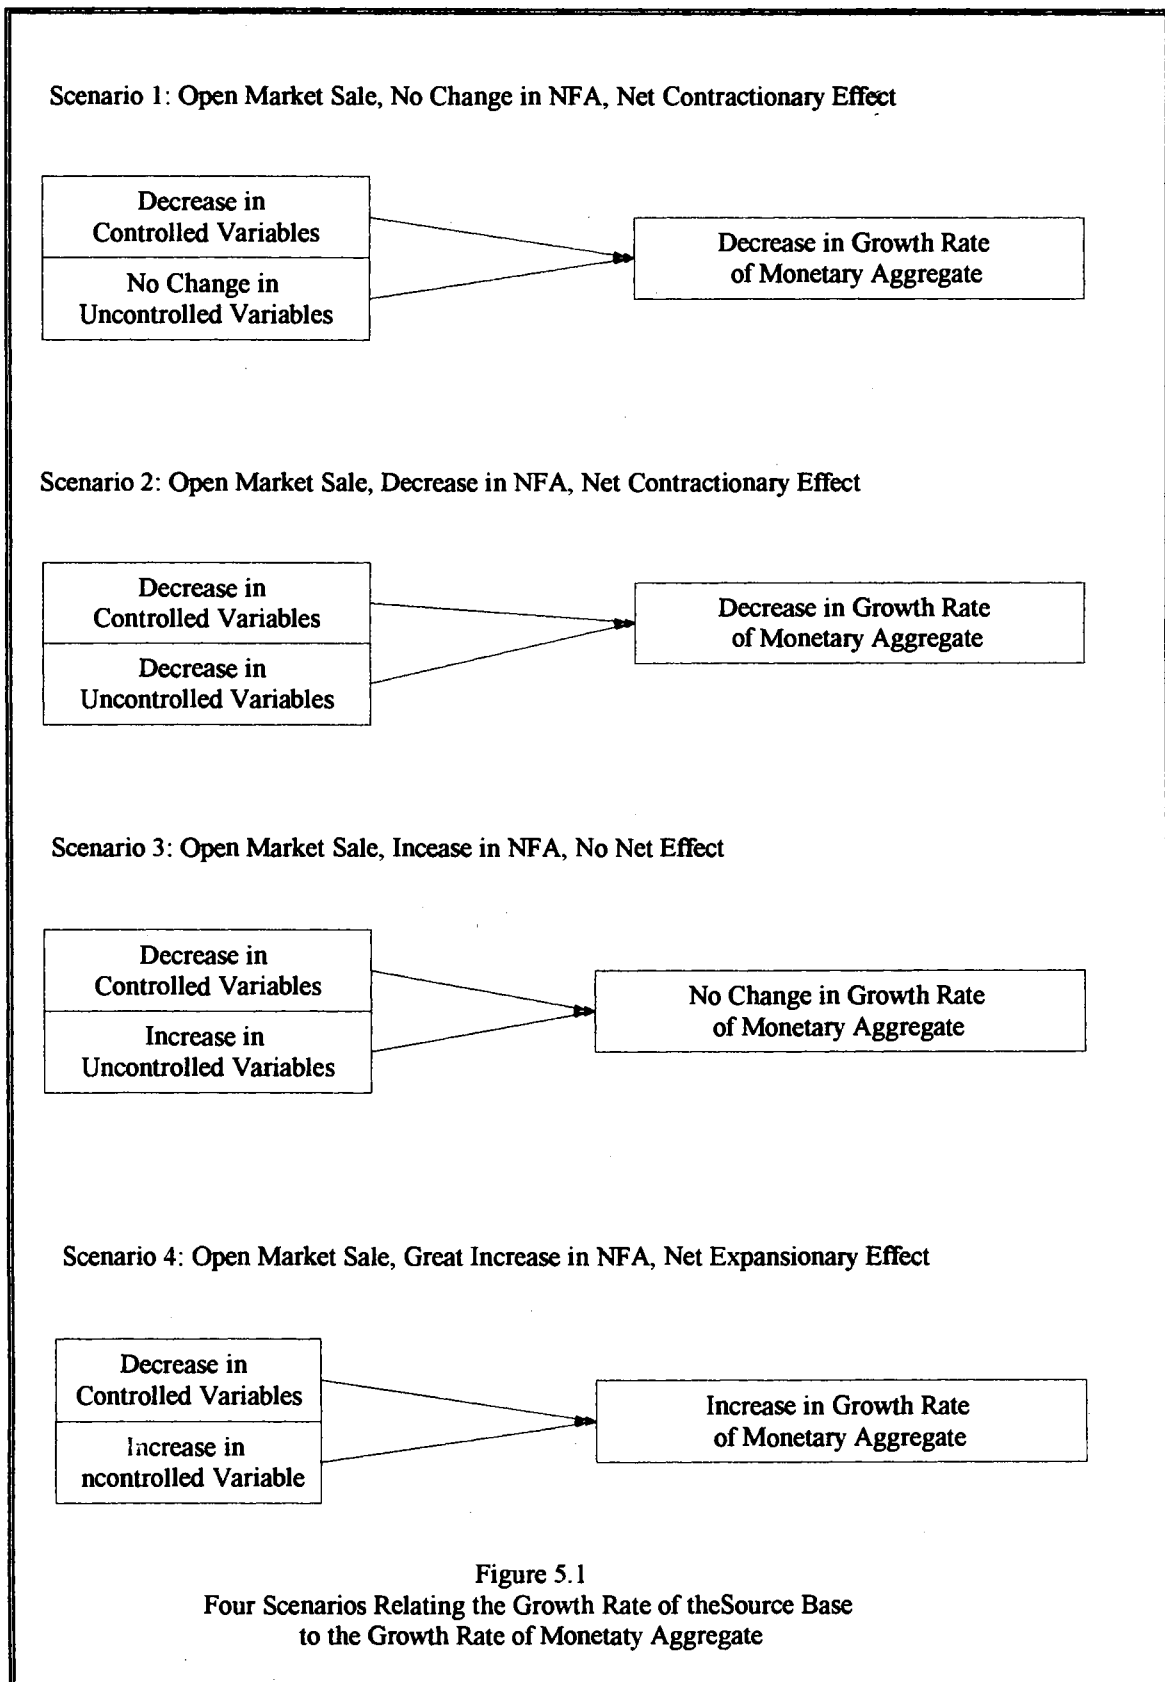 Scenario 1: Open Market Sale, No Change in NFA, Net Contractionary Effect
Decrease in
Controlled Variables
No Change in
Uncontrolled Variables
Decrease in Growth Rate
of Monetary Aggregate
Scenario 2: Open Market Sale, Decrease in NFA, Net Contractionary Effect
Decrease in
Controlled Variables
Decrease in
Uncontrolled Variables
Decrease in Growth Rate
of Monetary Aggregate
Scenario 3: Open Market Sale, Incease in NFA, No Net Effect
Decrease in
Controlled Variables
Increase in
Uncontrolled Variables
No Change in Growth Rate
of Monetary Aggregate
Scenario 4: Open Market Sale, Great Increase in NFA, Net Expansionary Effect
Decrease in
Controlled Variables
Increase in
ncontrolled Variable
Increase in Growth Rate
of Monetary Aggregate
Figure 5.1
Four Scenarios Relating the Growth Rate of theSource Base
to the Growth Rate of Monetaty Aggregate